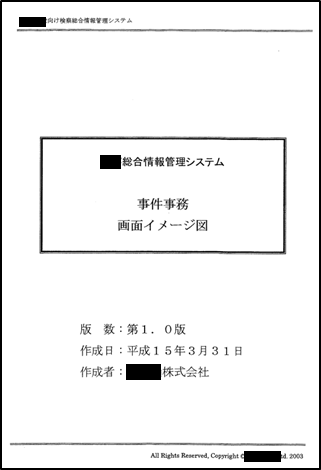 向け検察総合情報管理システム
総合情報管理システム
事件事務
画面イメージ図
版　数：第１．０版
作成日：平成１５年３月３１日
作成者：株式会社
All Rights Reserved, Copyright td. 2003